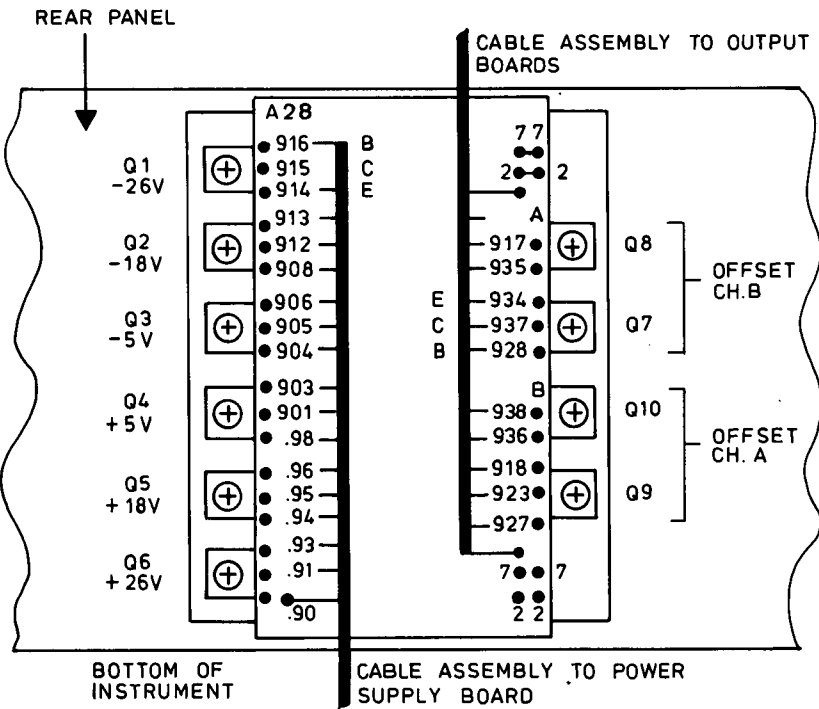 REAR PANEL
CABLE ASSEMBLY TO OUTPUT
BOARDS
A28
Q1
-26V
Q2
-18V
Q3
-5V
Q4
+5V
Q5
+18V
Q6
+26V
916
915
914
913
912
908
906
905
904
903
901
.98
.96
.95
.94
.93
.91
.90
B
C
E
7 7
2 2
A
917
935
934
937
928
B
938
936
918
923
927
7 7
2 2
E
C
B
Q8
Q7
OFFSET
CH.B
Q10
Q9
OFFSET
CH. A
BOTTOM OF
INSTRUMENT
CABLE ASSEMBLY TO POWER
SUPPLY BOARD